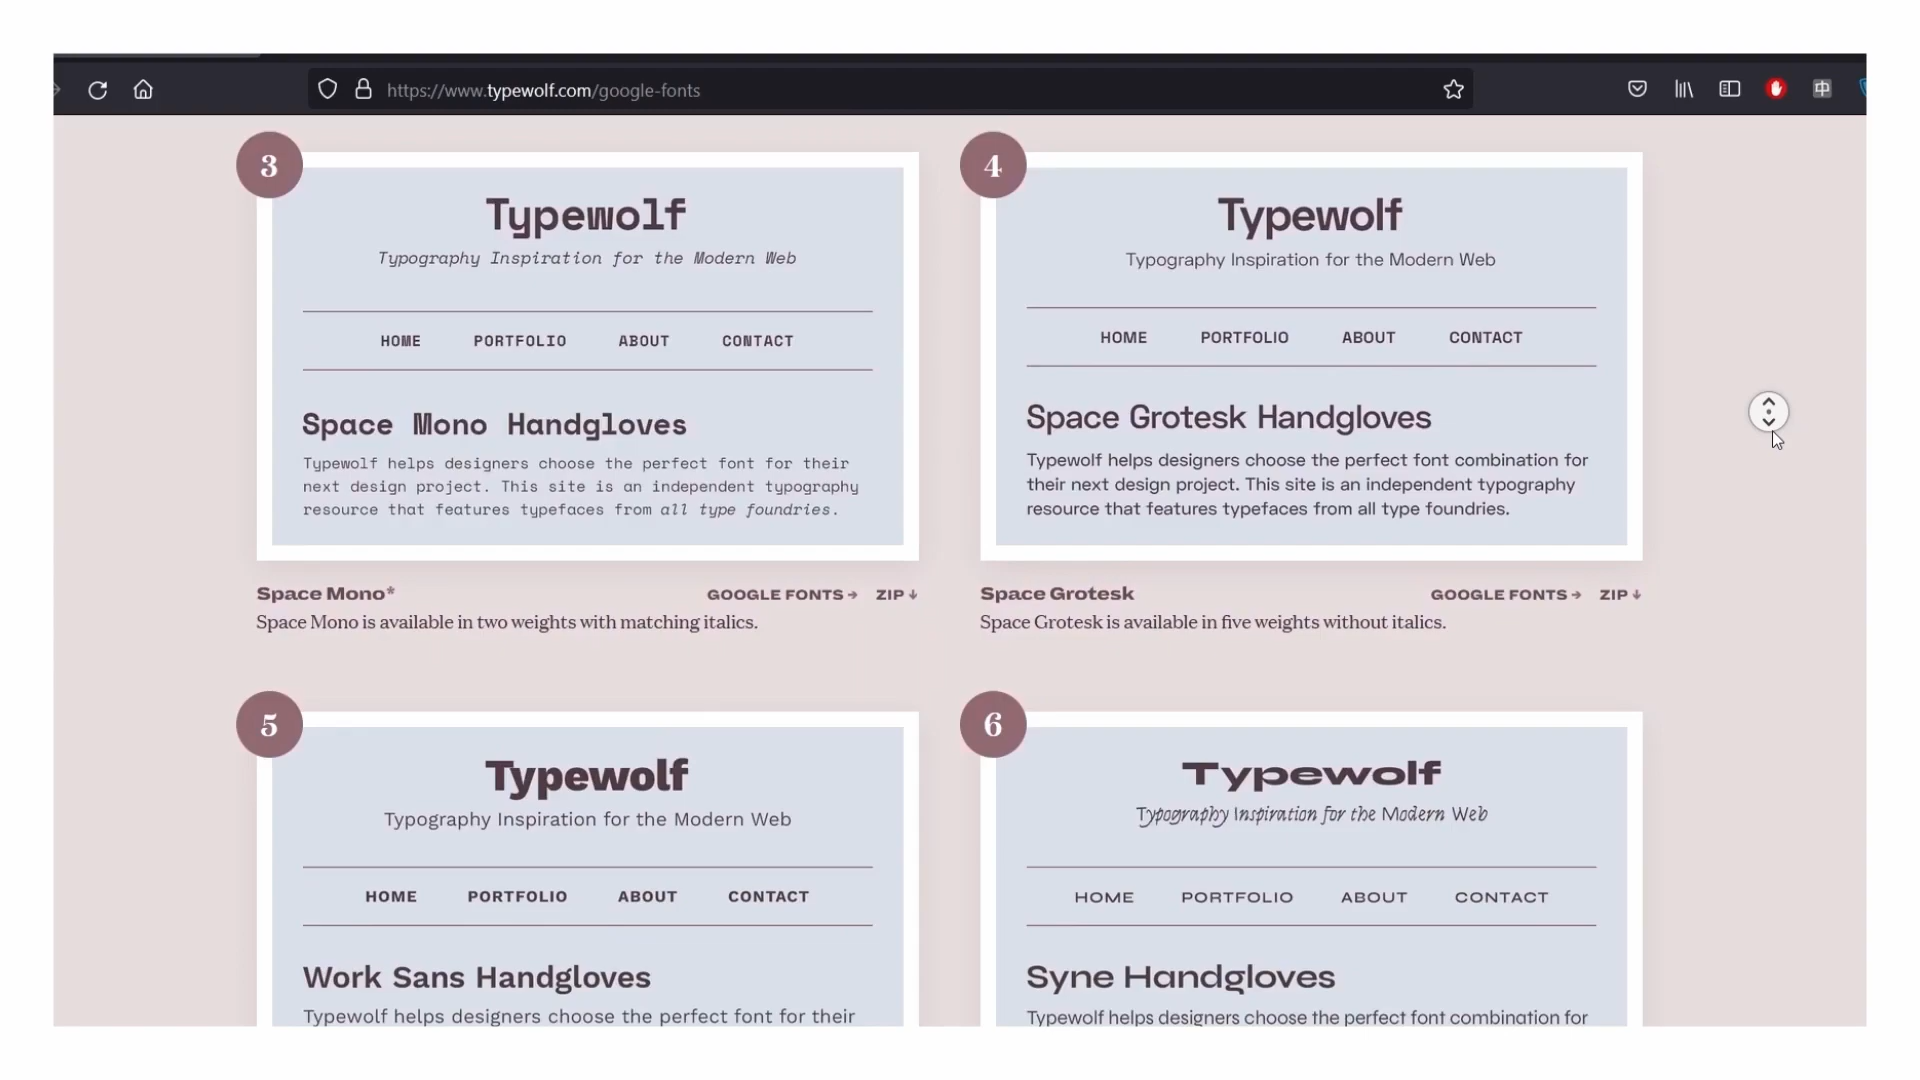 https://www.typewolf.com/google-fonts
中
3
Typewolf
Typography Inspiration for the Modern Web
HOME PORTFOLIO ABOUT CONTACT
Space Mono Handgloves
Typewolf helps designers choose the perfect font for their
next design project. This site is an independent typography
resource that features typefaces from all type foundries.
Space Mono* GOOGLE FONTS → ZIP ↓
Space Mono is available in two weights with matching italics.
4
Typewolf
Typography Inspiration for the Modern Web
HOME PORTFOLIO ABOUT CONTACT
Space Grotesk Handgloves
Typewolf helps designers choose the perfect font combination for
their next design project. This site is an independent typography
resource that features typefaces from all type foundries.
Space Grotesk GOOGLE FONTS → ZIP ↓
Space Grotesk is available in five weights without italics.
5
Typewolf
Typography Inspiration for the Modern Web
HOME PORTFOLIO ABOUT CONTACT
Work Sans Handgloves
Typewolf helps designers choose the perfect font for their
6
Typewolf
Typography Inspiration for the Modern Web
HOME PORTFOLIO ABOUT CONTACT
Syne Handgloves
Typewolf helps designers choose the perfect font combination for